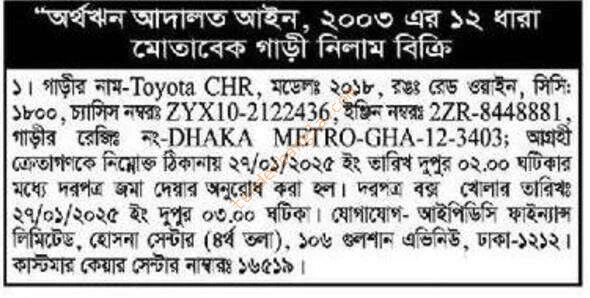 “অর্থঋন আদালত আইন, ২০০৩ এর ১২ ধারা
মোতাবেক গাড়ী নিলাম বিক্রি
১। গাড়ীর নাম-Toyota CHR, মডেলঃ ২০১৮, রঙঃ রেড ওয়াইন, সিসি:
১৮০০, চ্যাসিস নম্বরঃ ZYX10-2122436, ইঞ্জিন নম্বরঃ 2ZR-8448881,
গাড়ীর রেজিঃ নং-DHAKA METRO-GHA-12-3403; আগ্রহী
ক্রেতাগণকে নিম্নোক্ত ঠিকানায় ২৭/০১/২০২৫ ইং তারিখ দুপুর ০২.০০ ঘটিকার
মধ্যে দরপত্র জমা দেয়ার অনুরোধ করা হল। দরপত্র বক্স খোলার তারিখঃ
২৭/০১/২০২৫ ইং দুপুর ০৩.০০ ঘটিকা। যোগাযোগ- আইপিডিসি ফাইন্যান্স
লিমিটেড, হোসনা সেন্টার (৪র্থ তলা), ১০৬ গুলশান এভিনিউ, ঢাকা-১২১২।
কাস্টমার কেয়ার সেন্টার নাম্বারঃ ১৬৫১৯।